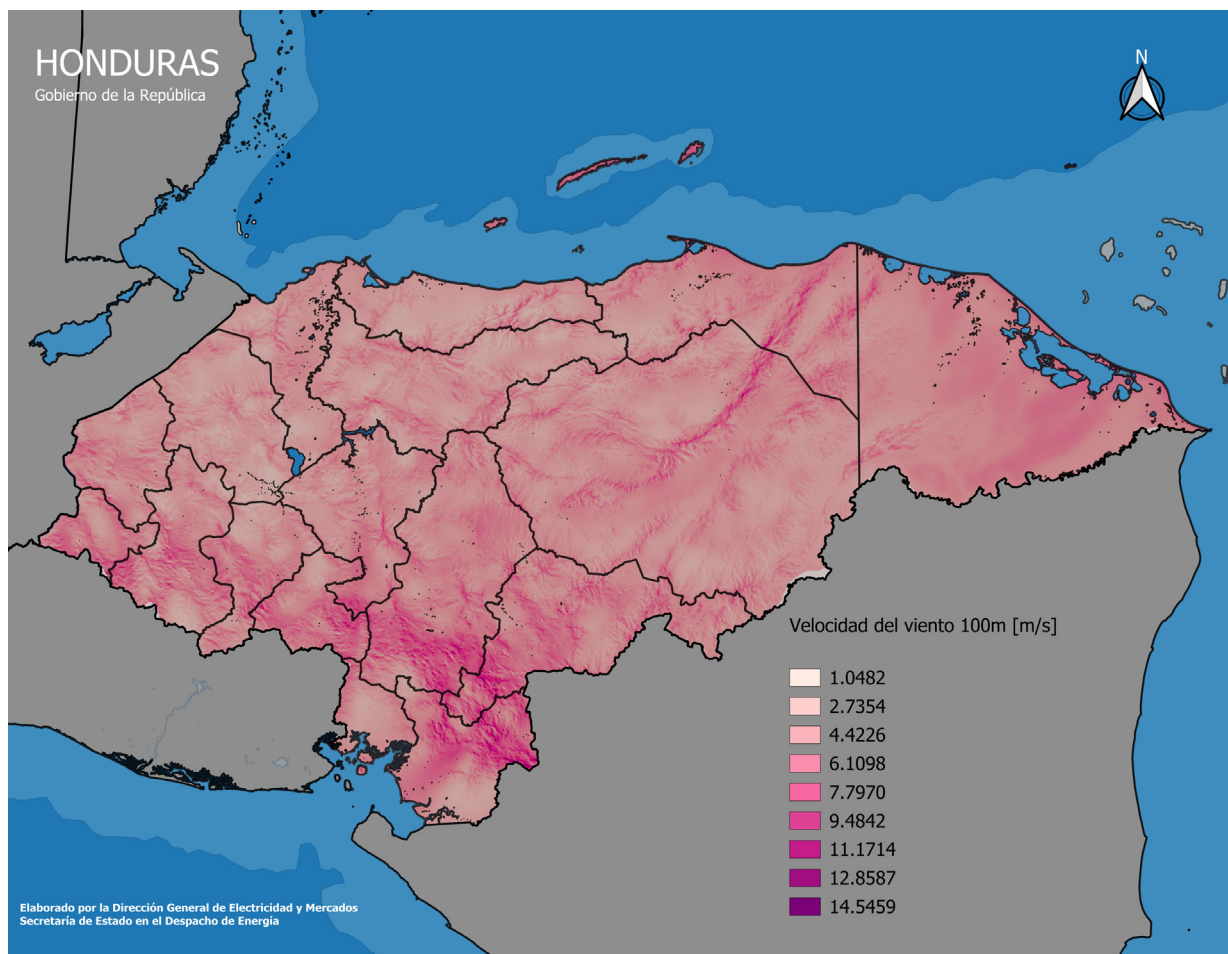 HONDURAS
Gobierno de la República
N
Velocidad del viento 100m [m/s]
1.0482
2.7354
4.4226
6.1098
7.7970
9.4842
11.1714
12.8587
14.5459
Elaborado por la Dirección General de Electricidad y Mercados
Secretaría de Estado en el Despacho de Energía